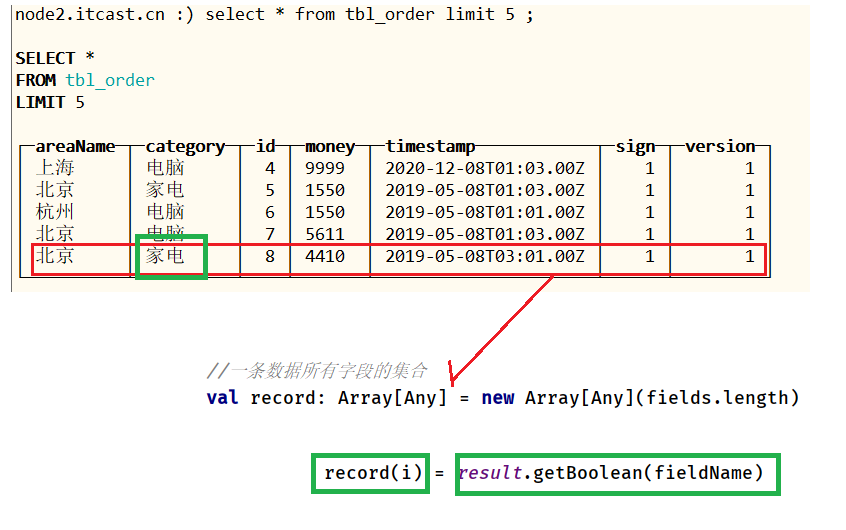 node2.itcast.cn :) select * from tbl_order limit 5 ;
SELECT *
FROM tbl_order
LIMIT 5
areaName category id money timestamp sign version
上海 电脑 4 9999 2020-12-08T01:03.00Z 1 1
北京 家电 5 1550 2019-05-08T01:03.00Z 1 1
杭州 电脑 6 1550 2019-05-08T01:01.00Z 1 1
北京 电脑 7 5611 2019-05-08T01:03.00Z 1 1
北京 家电 8 4410 2019-05-08T03:01.00Z 1 1
//一条数据所有字段的集合
val record: Array[Any] = new Array[Any](fields.length)
record(i) = result.getBoolean(fieldName)